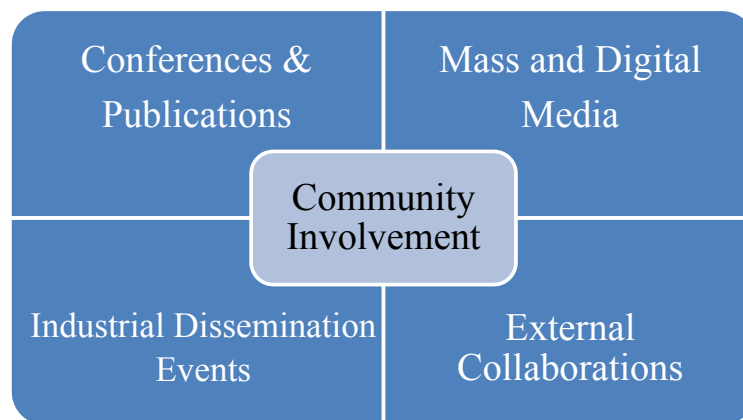 Conferences &
Publications
Mass and Digital
Media
Community
Involvement
Industrial Dissemination
Events
External
Collaborations